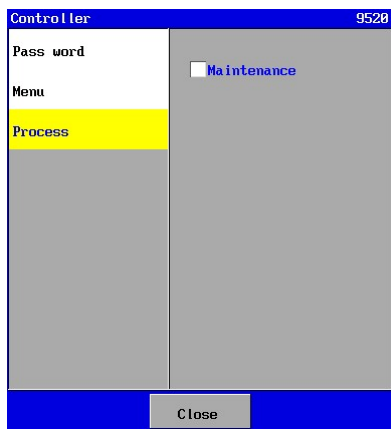 Controller 9520
Pass word
Maintenance
Menu
Process
Close